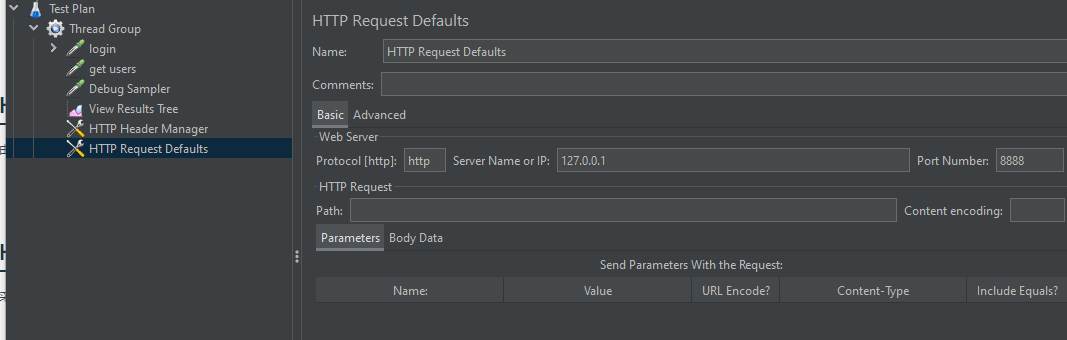 Test Plan
Thread Group
login
get users
Debug Sampler
View Results Tree
HTTP Header Manager
HTTP Request Defaults
HTTP Request Defaults
Name: HTTP Request Defaults
Comments:
Basic Advanced
Web Server
Protocol [http]: http Server Name or IP: 127.0.0.1 Port Number: 8888
HTTP Request
Path: Content encoding:
Parameters Body Data
Send Parameters With the Request:
Name: Value URL Encode? Content-Type Include Equals?